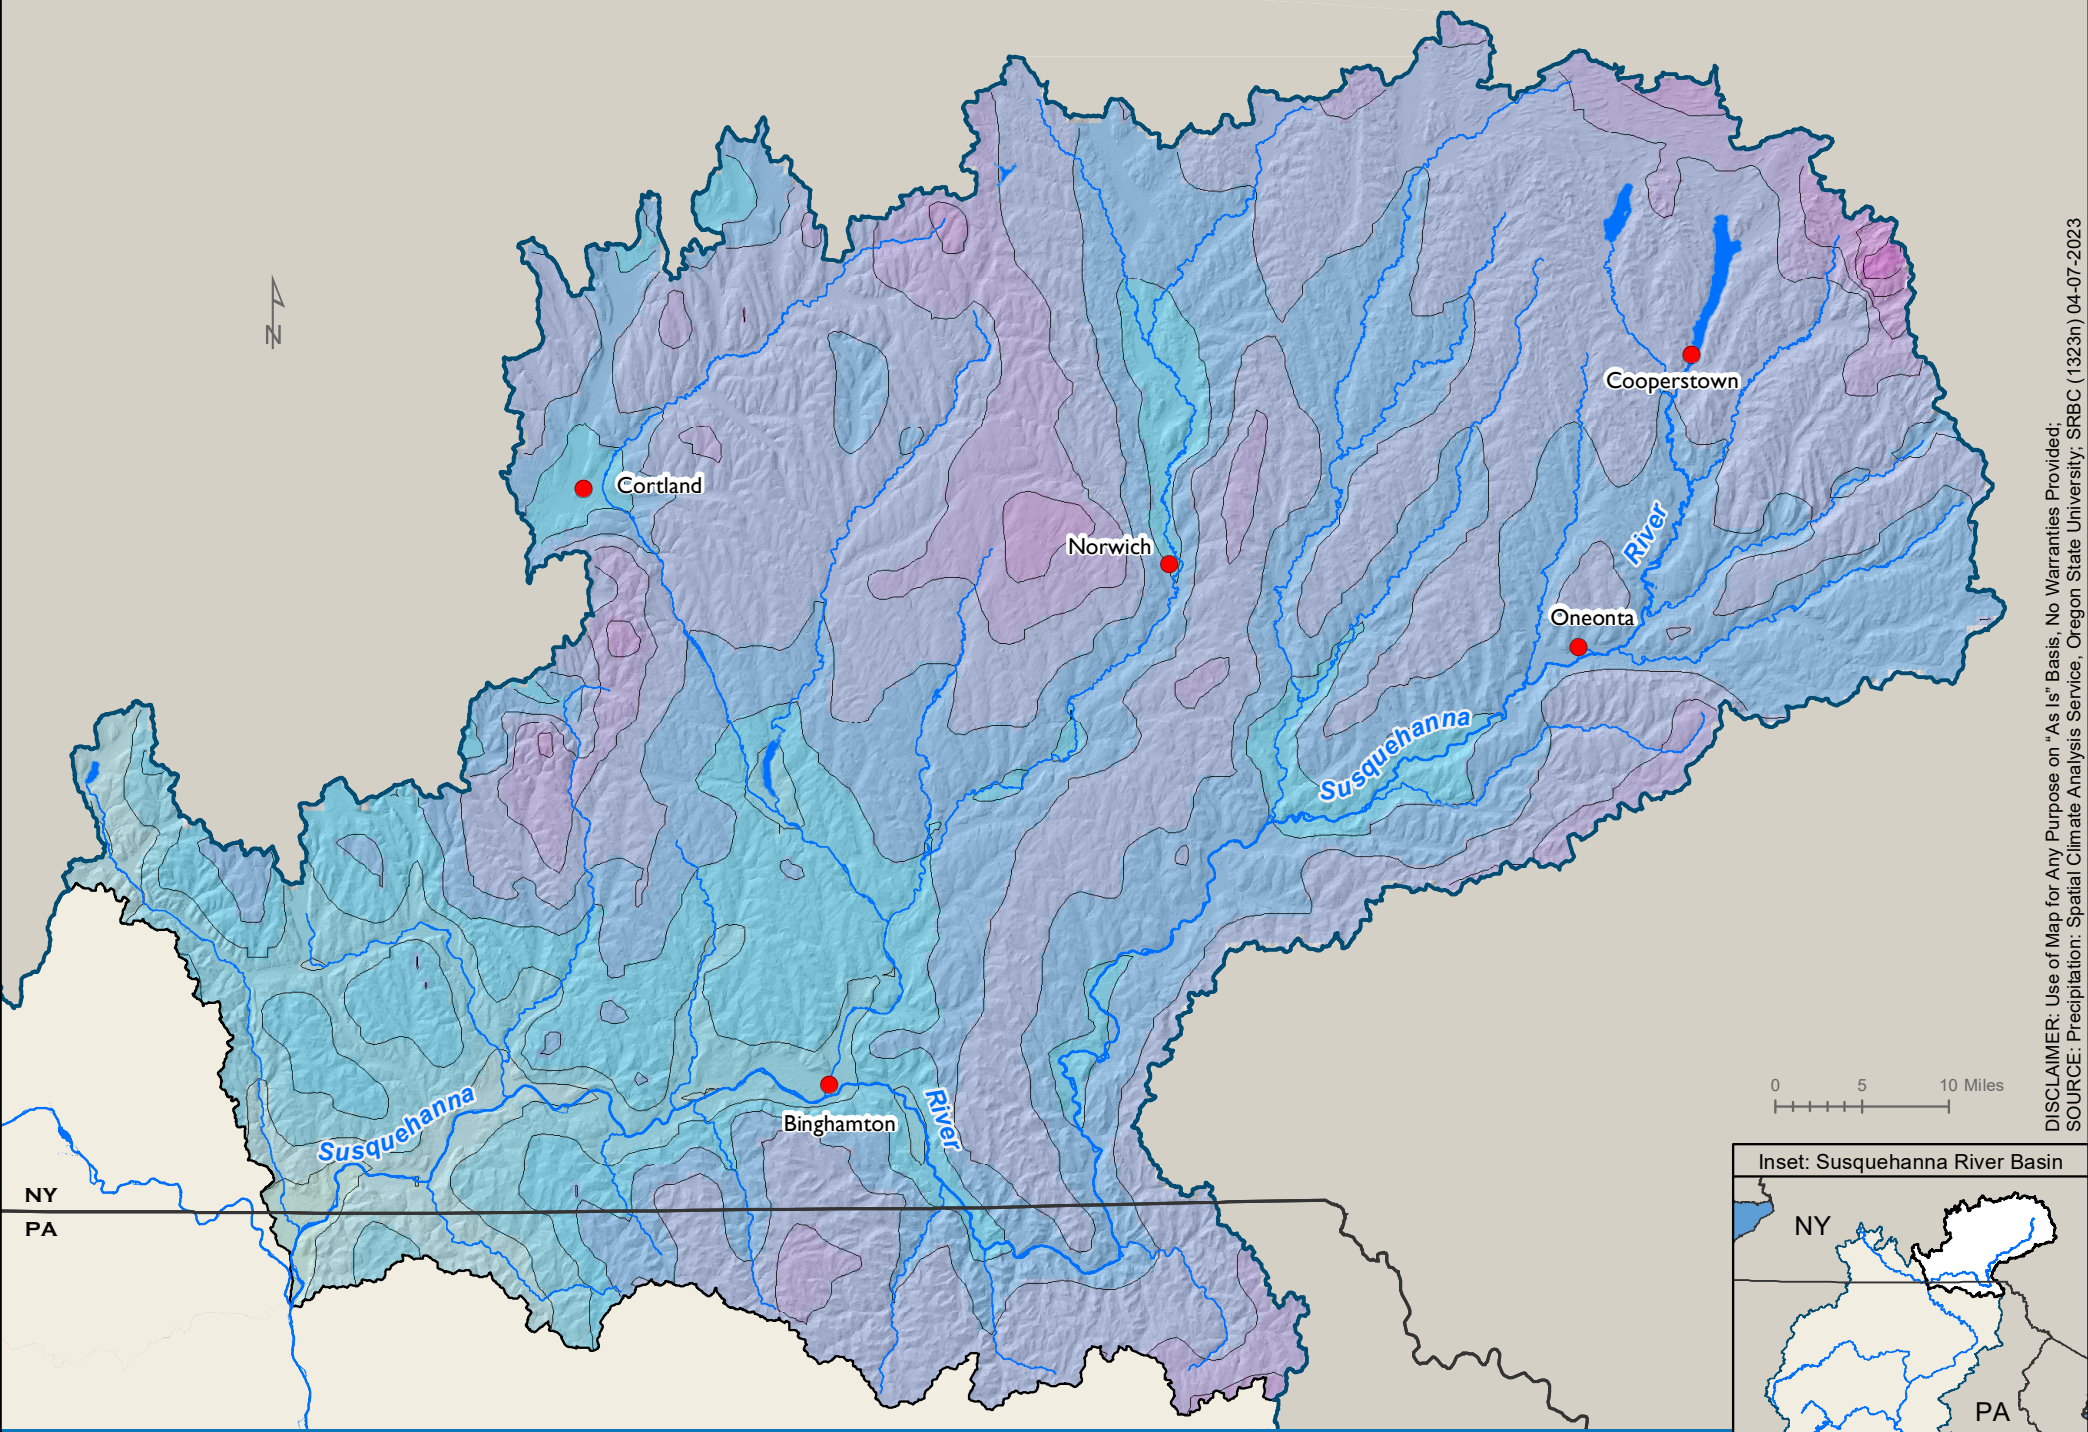 N
Cortland
Norwich
Cooperstown
Oneonta
River
Susquehanna
Binghamton
River
Susquehanna
NY
PA
0 5 10 Miles
DISCLAIMER: Use of Map for Any Purpose on “As Is” Basis, No Warranties Provided;
SOURCE: Precipitation: Spatial Climate Analysis Service, Oregon State University; SRBC (1323n) 04-07-2023
Inset: Susquehanna River Basin
NY
PA